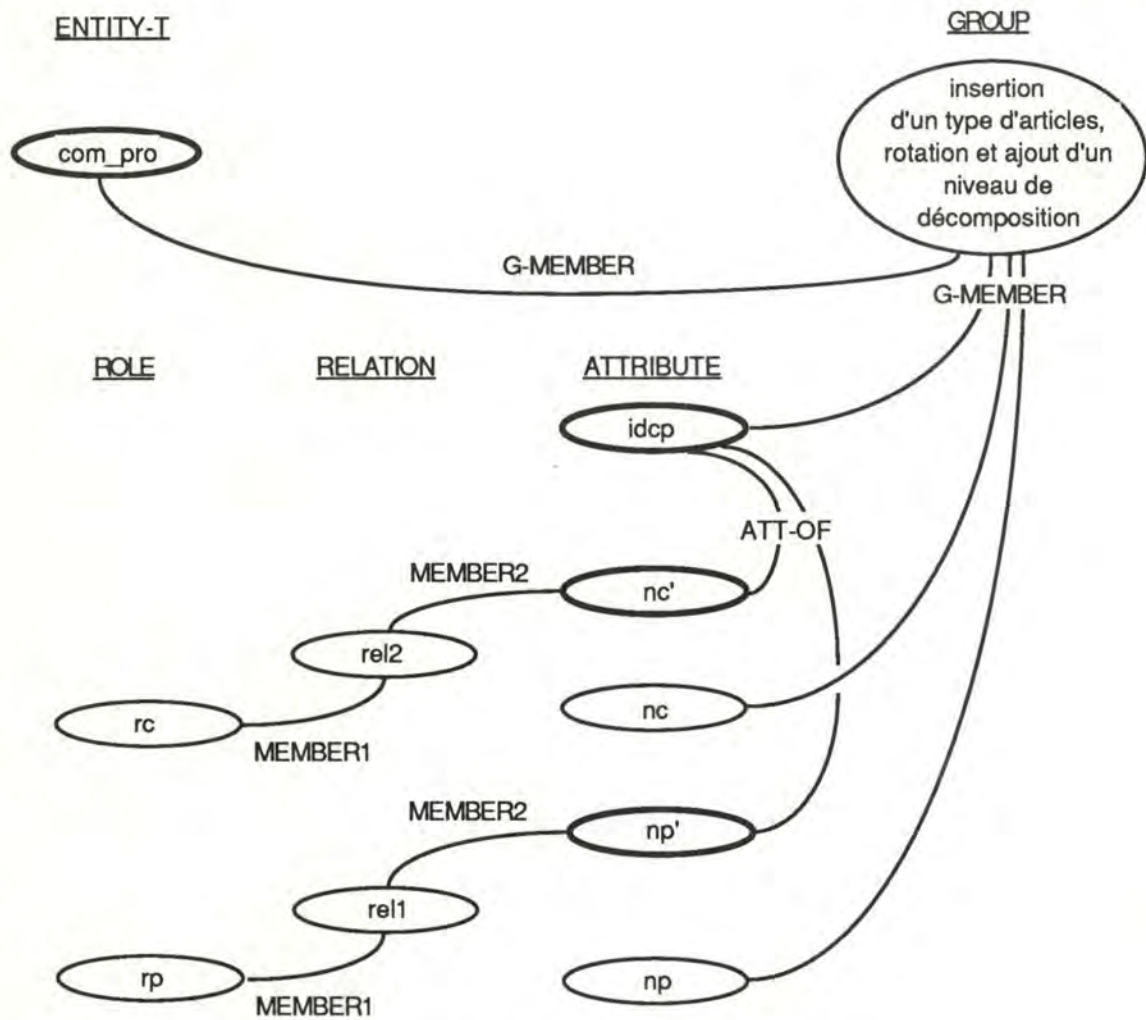 ENTITY-T
GROUP
insertion
d'un type d'articles,
rotation et ajout d'un
niveau de
décomposition
com_pro
G-MEMBER
G-MEMBER
ROLE
RELATION
ATTRIBUTE
idcp
ATT-OF
MEMBER2
nc'
rel2
rc
nc
MEMBER1
MEMBER2
np'
rel1
rp
np
MEMBER1